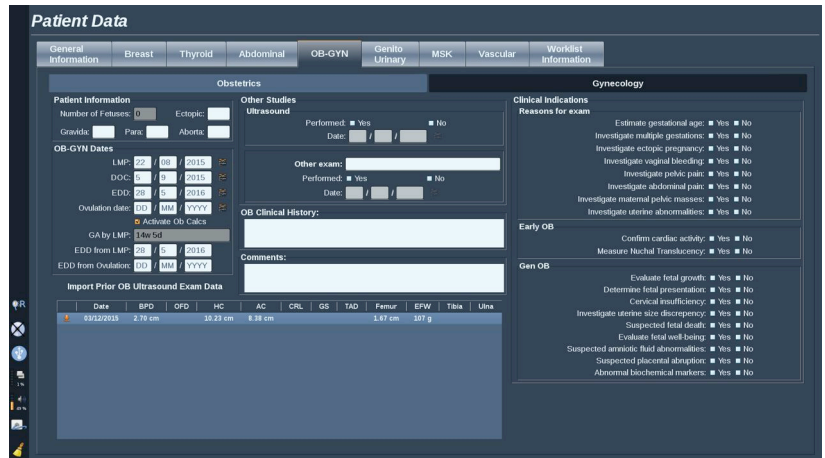 Patient Data
General Information
Breast
Thyroid
Abdominal
OB-GYN
Genito Urinary
MSK
Vascular
Worklist Information
Obstetrics
Gynecology
Patient Information
Number of Fetuses: 0 Ectopic:
Gravida: Para: Aborta:
OB-GYN Dates
LMP: 22 / 08 / 2015
DOC: 5 / 9 / 2015
EDD: 28 / 5 / 2016
Ovulation date: DD / MM / YYYY
Activate Ob Calcs
GA by LMP: 14w 5d
EDD from LMP: 28 / 5 / 2016
EDD from Ovulation: DD / MM / YYYY
Other Studies
Ultrasound
Performed: Yes No
Date: / /
Other exam:
Performed: Yes No
Date: / /
OB Clinical History:
Comments:
Clinical Indications
Reasons for exam
Estimate gestational age: Yes No
Investigate multiple gestations: Yes No
Investigate ectopic pregnancy: Yes No
Investigate vaginal bleeding: Yes No
Investigate pelvic pain: Yes No
Investigate abdominal pain: Yes No
Investigate maternal pelvic masses: Yes No
Investigate uterine abnormalities: Yes No
Early OB
Confirm cardiac activity: Yes No
Measure Nuchal Translucency: Yes No
Gen OB
Evaluate fetal growth: Yes No
Determine fetal presentation: Yes No
Cervical insufficiency: Yes No
Investigate uterine size discrepency: Yes No
Suspected fetal death: Yes No
Evaluate fetal well-being: Yes No
Suspected amniotic fluid abnormalities: Yes No
Suspected placental abruption: Yes No
Abnormal biochemical markers: Yes No
Import Prior OB Ultrasound Exam Data
Date BPD OFD HC AC CRL GS TAD Femur EFW Tibia Ulna
03/12/2015 2.70 cm 10.23 cm 8.38 cm 1.67 cm 107 g
R
1%